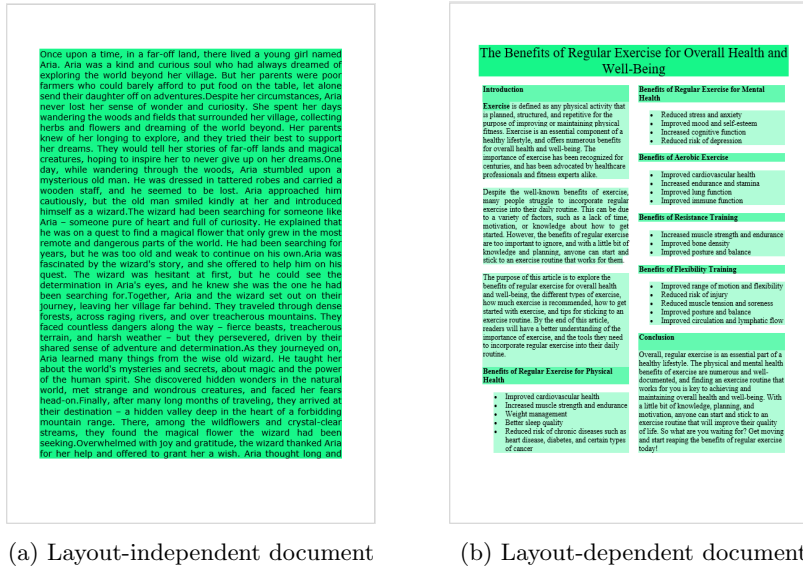 Once upon a time, in a far-off land, there lived a young girl named
Aria. Aria was a kind and curious soul who had always dreamed of
exploring the world beyond her village. But her parents were poor
farmers who could barely afford to put food on the table, let alone
send their daughter off on adventures.Despite her circumstances, Aria
never lost her sense of wonder and curiosity. She spent her days
wandering the woods and fields that surrounded her village, collecting
herbs and flowers and dreaming of the world beyond. Her parents
knew of her longing to explore, and they tried their best to support
her dreams. They would tell her stories of far-off lands and magical
creatures, hoping to inspire her to never give up on her dreams.One
day, while wandering through the woods, Aria stumbled upon a
mysterious old man. He was dressed in tattered robes and carried a
wooden staff, and he seemed to be lost. Aria approached him
cautiously, but the old man smiled kindly at her and introduced
himself as a wizard.The wizard had been searching for someone like
Aria – someone pure of heart and full of curiosity. He explained that
he was on a quest to find a magical flower that only grew in the most
remote and dangerous parts of the world. He had been searching for
years, but he was too old and weak to continue on his own.Aria was
fascinated by the wizard's story, and she offered to help him on his
quest. The wizard was hesitant at first, but he could see the
determination in Aria's eyes, and he knew she was the one he had
been searching for.Together, Aria and the wizard set out on their
journey, leaving her village far behind. They traveled through dense
forests, across raging rivers, and over treacherous mountains. They
faced countless dangers along the way – fierce beasts, treacherous
terrain, and harsh weather – but they persevered, driven by their
shared sense of adventure and determination.As they journeyed on,
Aria learned many things from the wise old wizard. He taught her
about the world's mysteries and secrets, about magic and the power
of the human spirit. She discovered hidden wonders in the natural
world, met strange and wondrous creatures, and faced her fears
head-on.Finally, after many long months of traveling, they arrived at
their destination – a hidden valley deep in the heart of a forbidding
mountain range. There, among the wildflowers and crystal-clear
streams, they found the magical flower the wizard had been
seeking.Overwhelmed with joy and gratitude, the wizard thanked Aria
for her help and offered to grant her a wish. Aria thought long and
(a) Layout-independent document
The Benefits of Regular Exercise for Overall Health and
Well-Being
Introduction
Exercise is defined as any physical activity that
is planned, structured, and repetitive for the
purpose of improving or maintaining physical
fitness. Exercise is an essential component of a
healthy lifestyle, and offers numerous benefits
for overall health and well-being. The
importance of exercise has been recognized for
centuries, and has been advocated by healthcare
professionals and fitness experts alike.
Despite the well-known benefits of exercise,
many people struggle to incorporate regular
exercise into their daily routine. This can be due
to a variety of factors, such as a lack of time,
motivation, or knowledge about how to get
started. However, the benefits of regular exercise
are too important to ignore, and with a little bit of
knowledge and planning, anyone can start and
stick to an exercise routine that works for them.
The purpose of this article is to explore the
benefits of regular exercise for overall health
and well-being, the different types of exercise,
how much exercise is recommended, how to get
started with exercise, and tips for sticking to an
exercise routine. By the end of this article,
readers will have a better understanding of the
importance of exercise, and the tools they need
to incorporate regular exercise into their daily
routine.
Benefits of Regular Exercise for Physical
Health
• Improved cardiovascular health
• Increased muscle strength and endurance
• Weight management
• Better sleep quality
• Reduced risk of chronic diseases such as
heart disease, diabetes, and certain types
of cancer
Benefits of Regular Exercise for Mental
Health
• Reduced stress and anxiety
• Improved mood and self-esteem
• Increased cognitive function
• Reduced risk of depression
Benefits of Aerobic Exercise
• Improved cardiovascular health
• Increased endurance and stamina
• Improved lung function
• Improved immune function
Benefits of Resistance Training
• Increased muscle strength and endurance
• Improved bone density
• Improved posture and balance
Benefits of Flexibility Training
• Improved range of motion and flexibility
• Reduced risk of injury
• Reduced muscle tension and soreness
• Improved posture and balance
• Improved circulation and lymphatic flow
Conclusion
Overall, regular exercise is an essential part of a
healthy lifestyle. The physical and mental health
benefits of exercise are numerous and well-
documented, and finding an exercise routine that
works for you is key to achieving and
maintaining overall health and well-being. With
a little bit of knowledge, planning, and
motivation, anyone can start and stick to an
exercise routine that will improve their quality
of life. So what are you waiting for? Get moving
and start reaping the benefits of regular exercise
today!
(b) Layout-dependent document